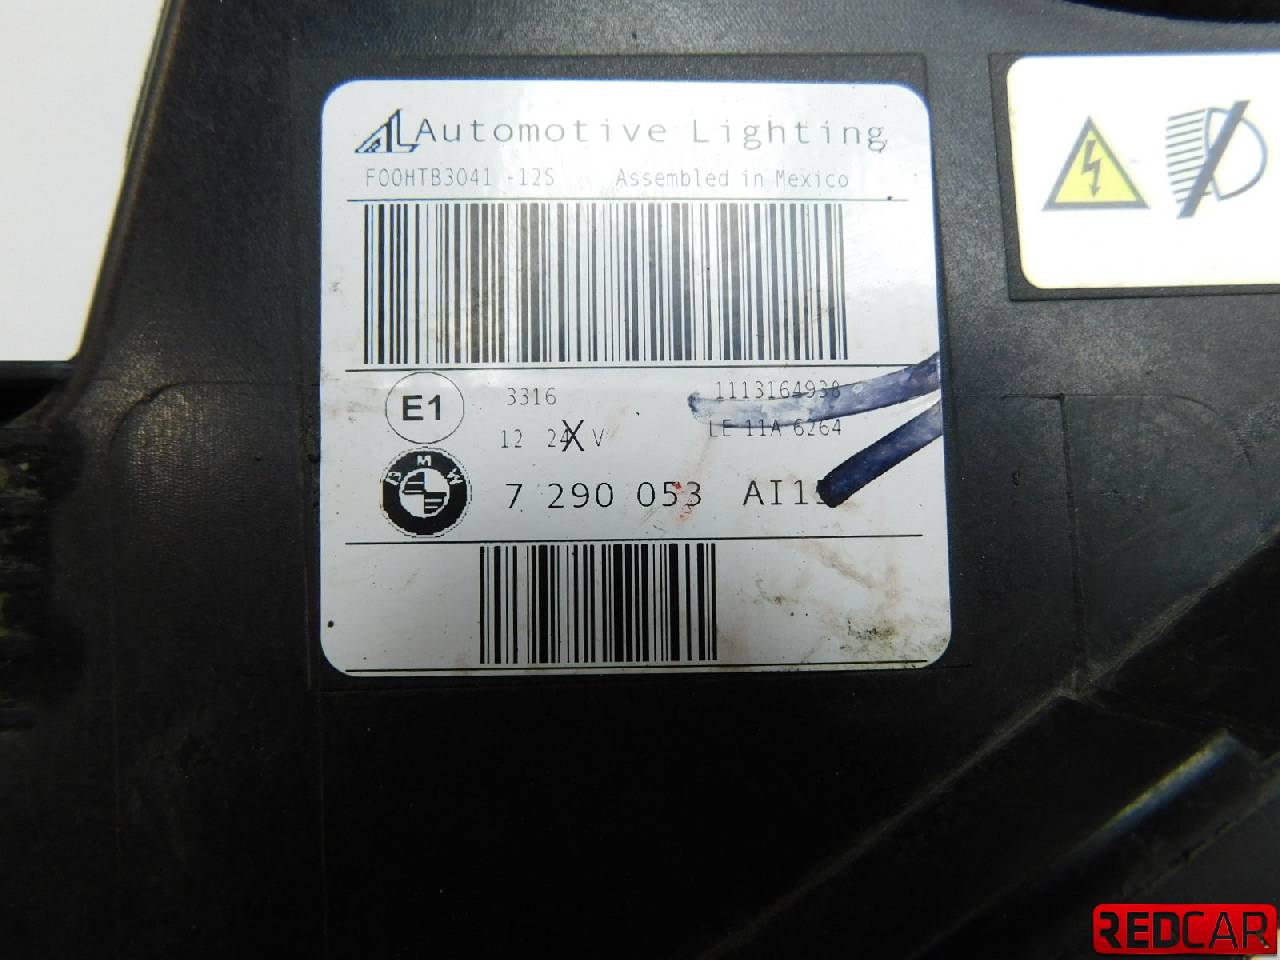 AL Automotive Lighting
F00HTB3041 -12S Assembled in Mexico
E1 3316 1113164938
12 24 V LE 11A 6264
BMW 7 290 053
REDCAR